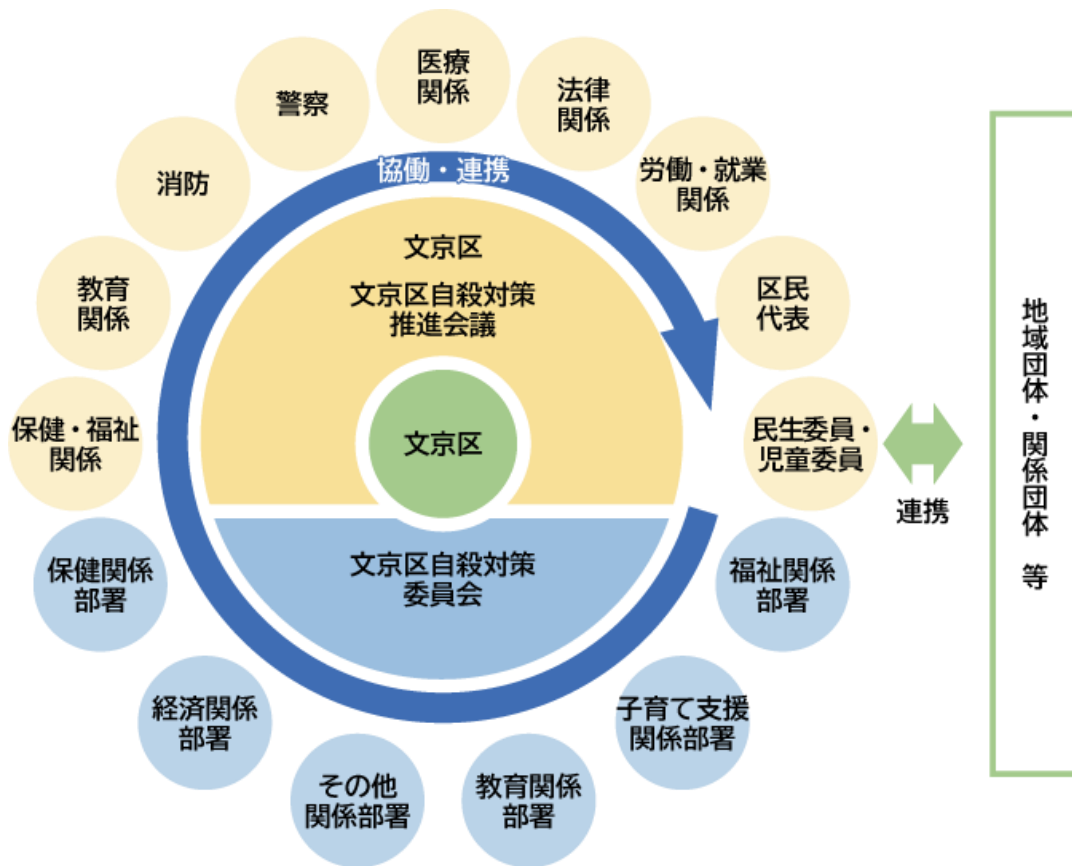 医療
関係
警察
法律
関係
協働・連携
労働・就業
関係
消防
文京区
文京区自殺対策
推進会議
教育
関係
区民
代表
文京区
保健・福祉
関係
民生委員・
児童委員
連携
地域団体・関係団体 等
文京区自殺対策
委員会
保健関係
部署
福祉関係
部署
経済関係
部署
子育て支援
関係部署
その他
関係部署
教育関係
部署